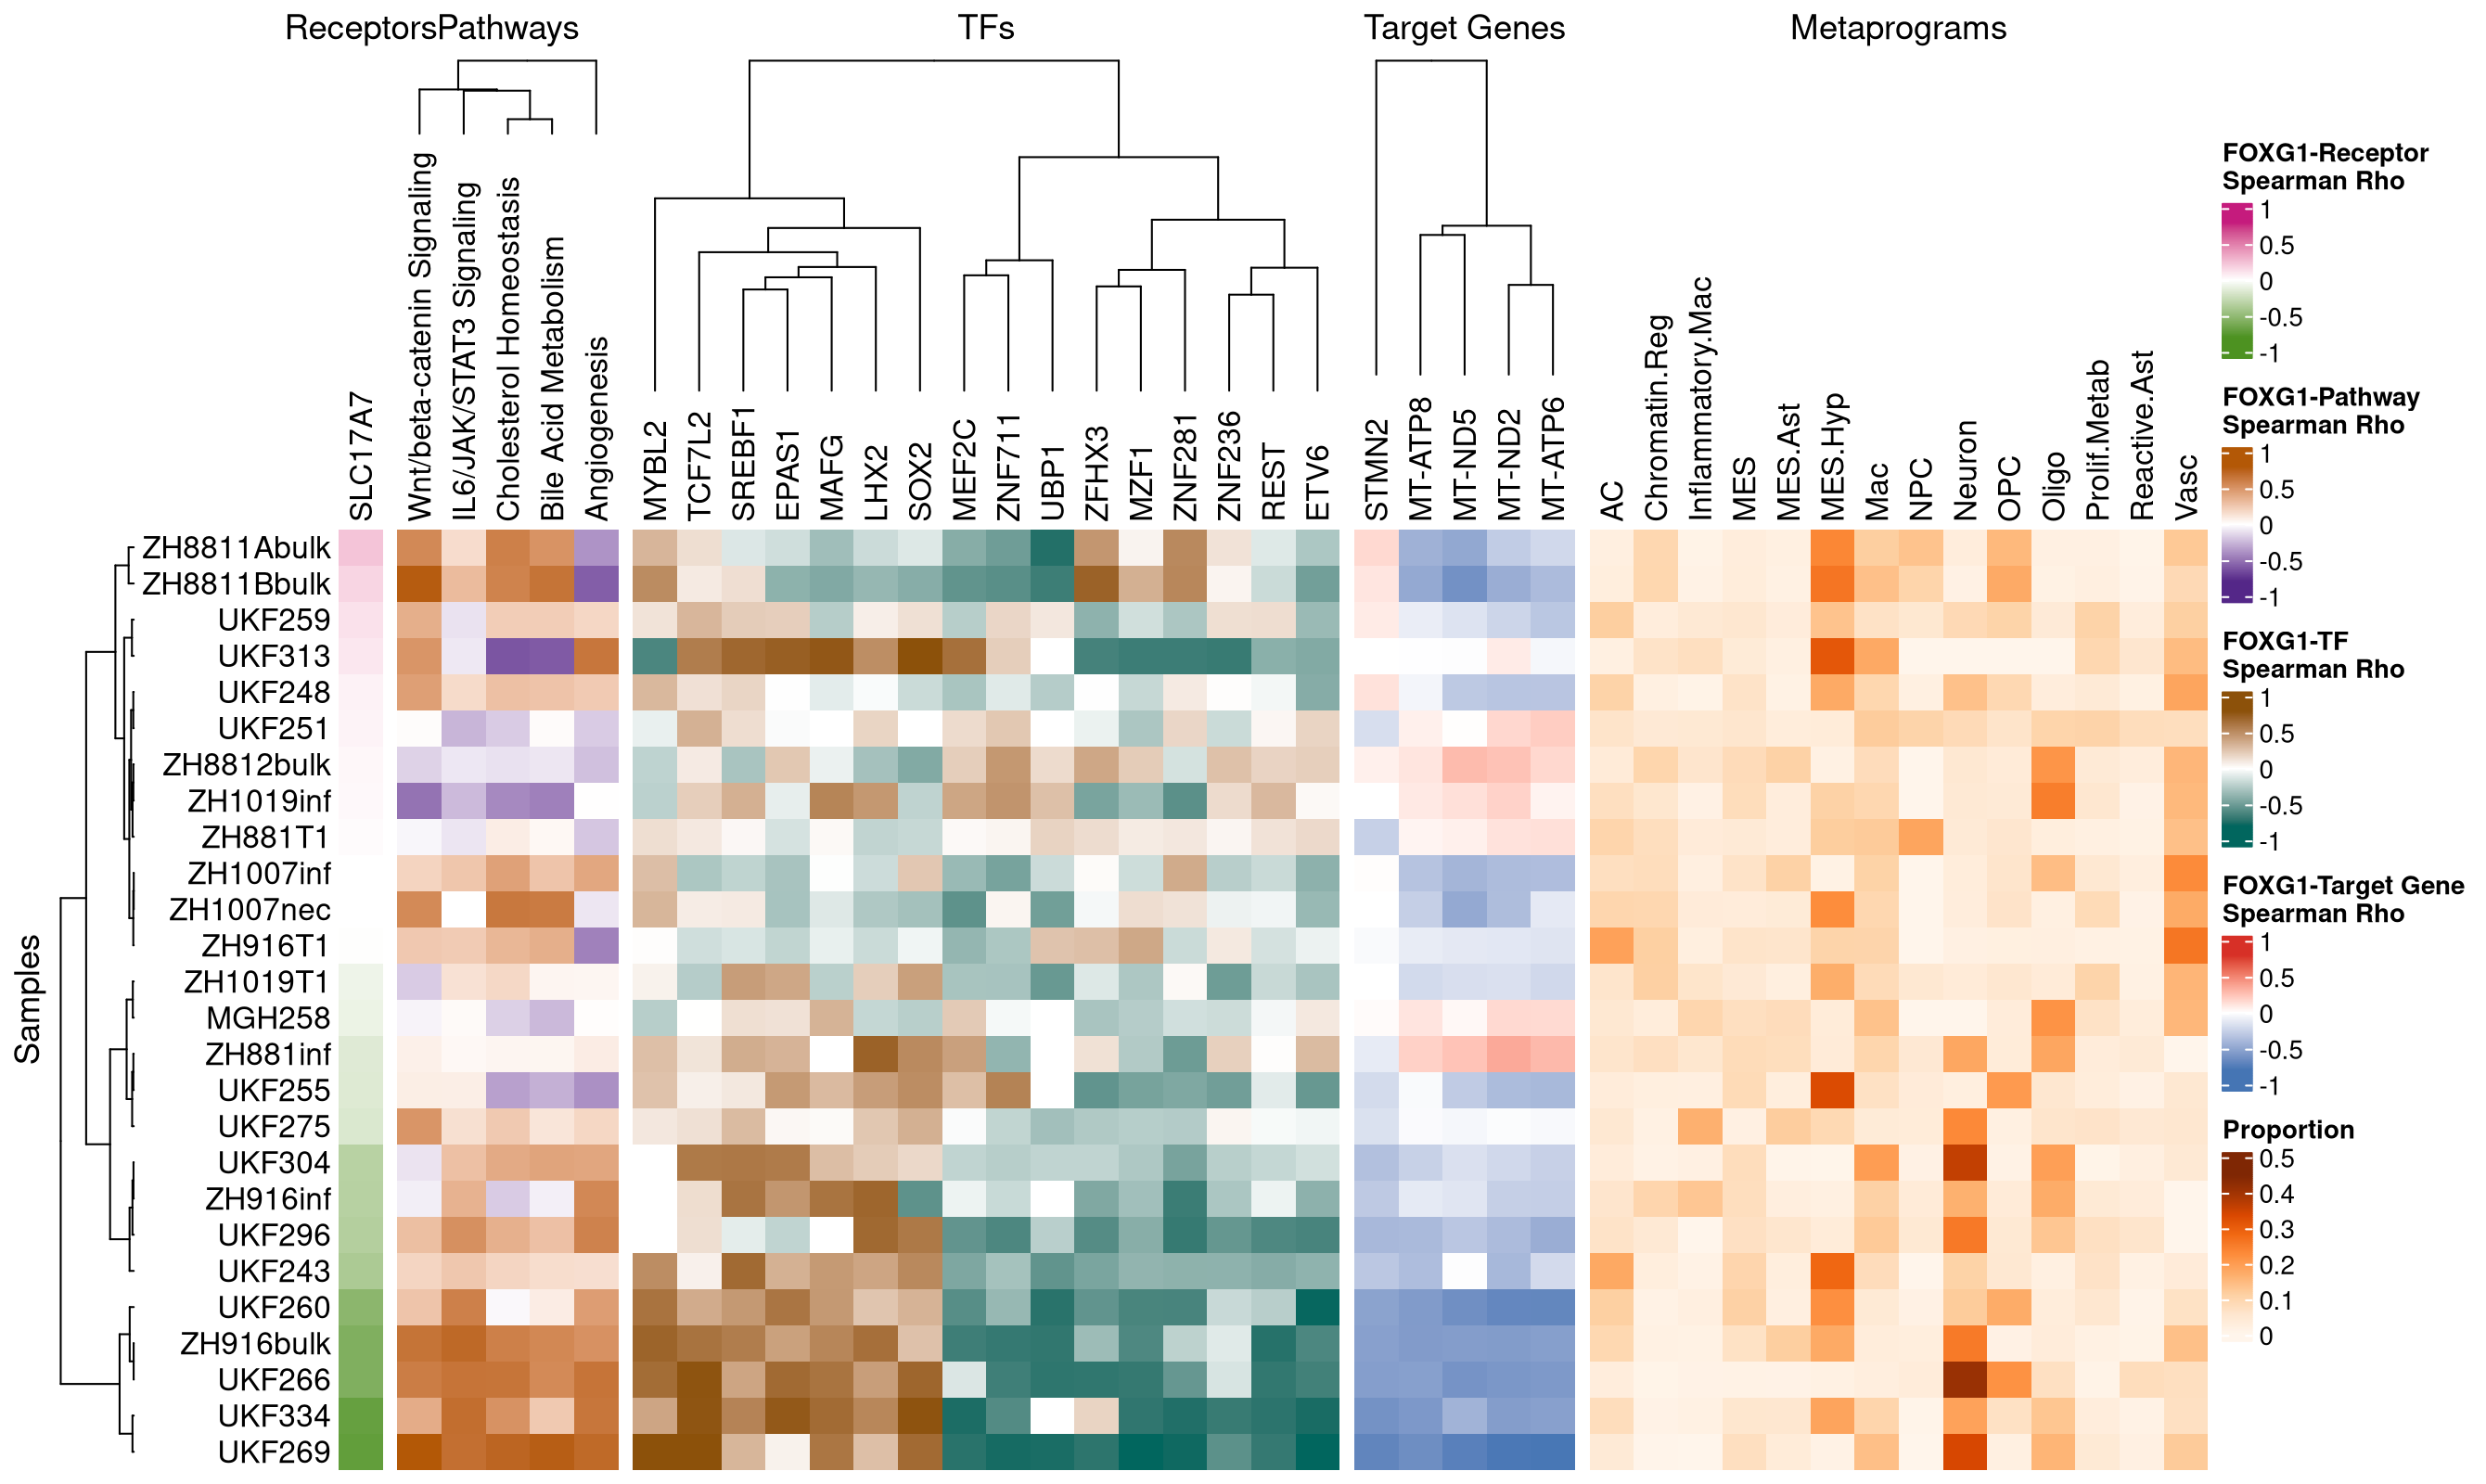 ReceptorsPathways
TFs
Target Genes
Metaprograms
SLC17A7
Wnt/beta-catenin Signaling
IL6/JAK/STAT3 Signaling
Cholesterol Homeostasis
Bile Acid Metabolism
Angiogenesis
MYBL2
TCF7L2
SREBF1
EPAS1
MAFG
LHX2
SOX2
MEF2C
ZNF711
UBP1
ZFHX3
MZF1
ZNF281
ZNF236
REST
ETV6
STMN2
MT-ATP8
MT-ND5
MT-ND2
MT-ATP6
AC
Chromatin.Reg
Inflammatory.Mac
MES
MES.Ast
MES.Hyp
Mac
NPC
Neuron
OPC
Oligo
Prolif.Metab
Reactive.Ast
Vasc
Samples
ZH8811Abulk
ZH8811Bbulk
UKF259
UKF313
UKF248
UKF251
ZH8812bulk
ZH1019inf
ZH881T1
ZH1007inf
ZH1007nec
ZH916T1
ZH1019T1
MGH258
ZH881inf
UKF255
UKF275
UKF304
ZH916inf
UKF296
UKF243
UKF260
ZH916bulk
UKF266
UKF334
UKF269
FOXG1-Receptor
Spearman Rho
1
0.5
0
-0.5
-1
FOXG1-Pathway
Spearman Rho
1
0.5
0
-0.5
-1
FOXG1-TF
Spearman Rho
1
0.5
0
-0.5
-1
FOXG1-Target Gene
Spearman Rho
1
0.5
0
-0.5
-1
Proportion
0.5
0.4
0.3
0.2
0.1
0